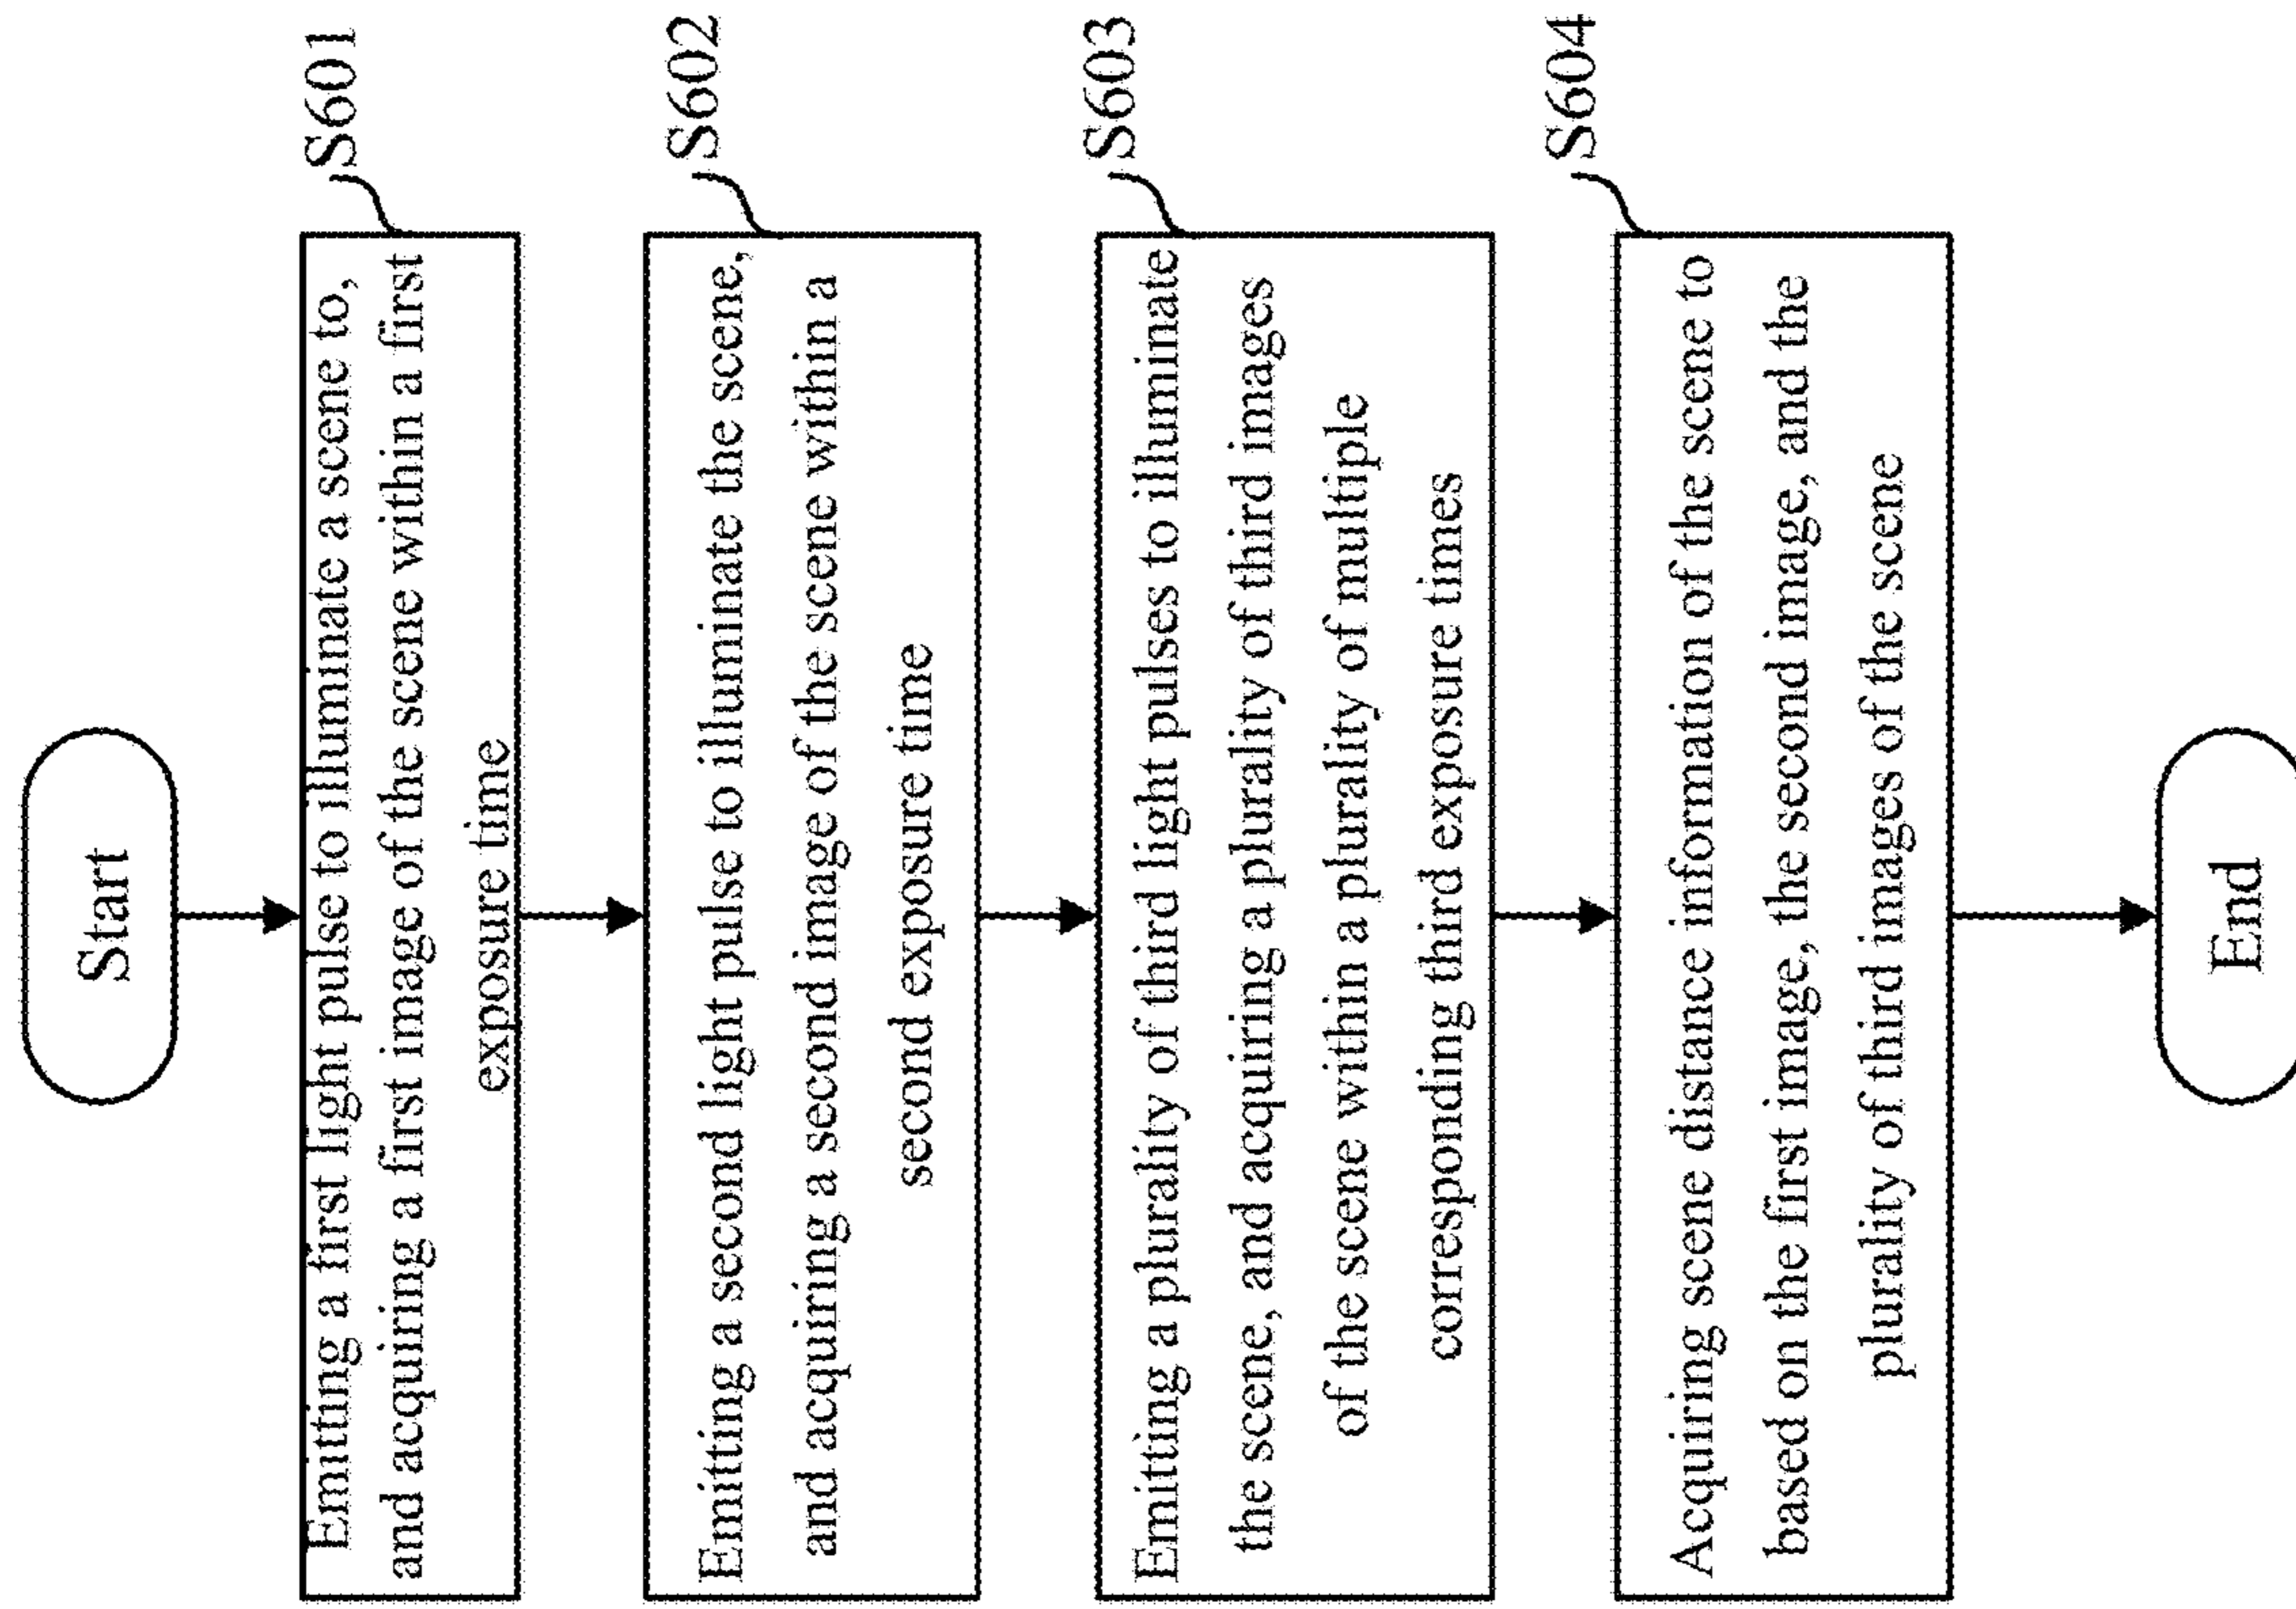 Start
Emitting a first light pulse to illuminate a scene to,
and acquiring a first image of the scene within a first
exposure time
S601
Emitting a second light pulse to illuminate the scene,
and acquiring a second image of the scene within a
second exposure time
S602
Emitting a plurality of third light pulses to illuminate
the scene, and acquiring a plurality of third images
of the scene within a plurality of multiple
corresponding third exposure times
S603
Acquiring scene distance information of the scene to
based on the first image, the second image, and the
plurality of third images of the scene
S604
End